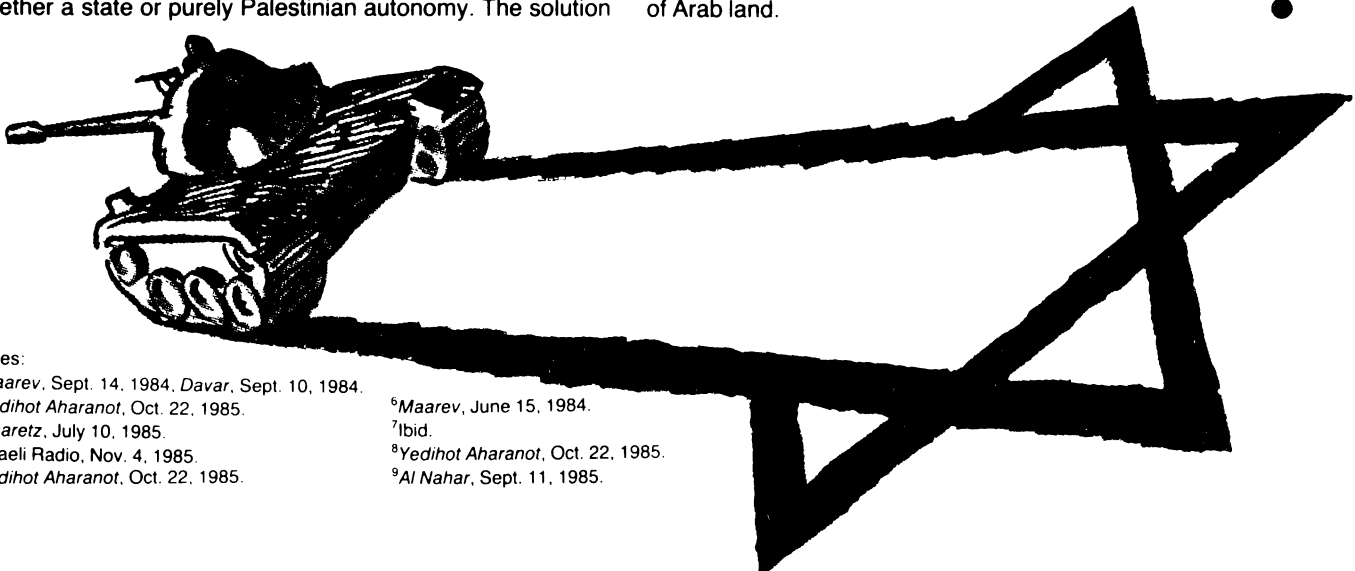 ether a state or purely Palestinian autonomy. The solution
of Arab land.
es:
aarev, Sept. 14, 1984, Davar, Sept. 10, 1984.
dihot Aharanot, Oct. 22, 1985.
aretz, July 10, 1985.
aeli Radio, Nov. 4, 1985.
dihot Aharanot, Oct. 22, 1985.
⁶Maarev, June 15, 1984.
⁷Ibid.
⁸Yedihot Aharanot, Oct. 22, 1985.
⁹Al Nahar, Sept. 11, 1985.